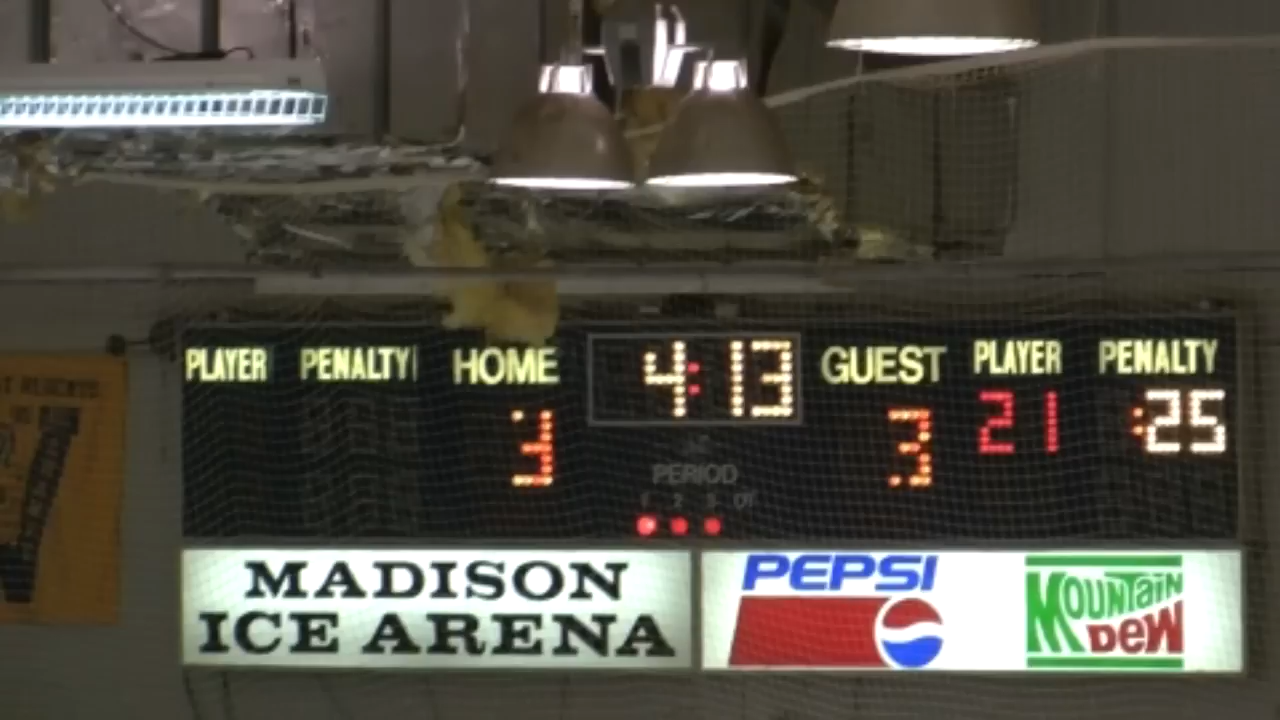 PLAYER PENALTY HOME 4:13 GUEST PLAYER PENALTY
3 3 21 :25
PERIOD
1 2 3 OT
MADISON
ICE ARENA
PEPSI
MOUNTAIN
DEW